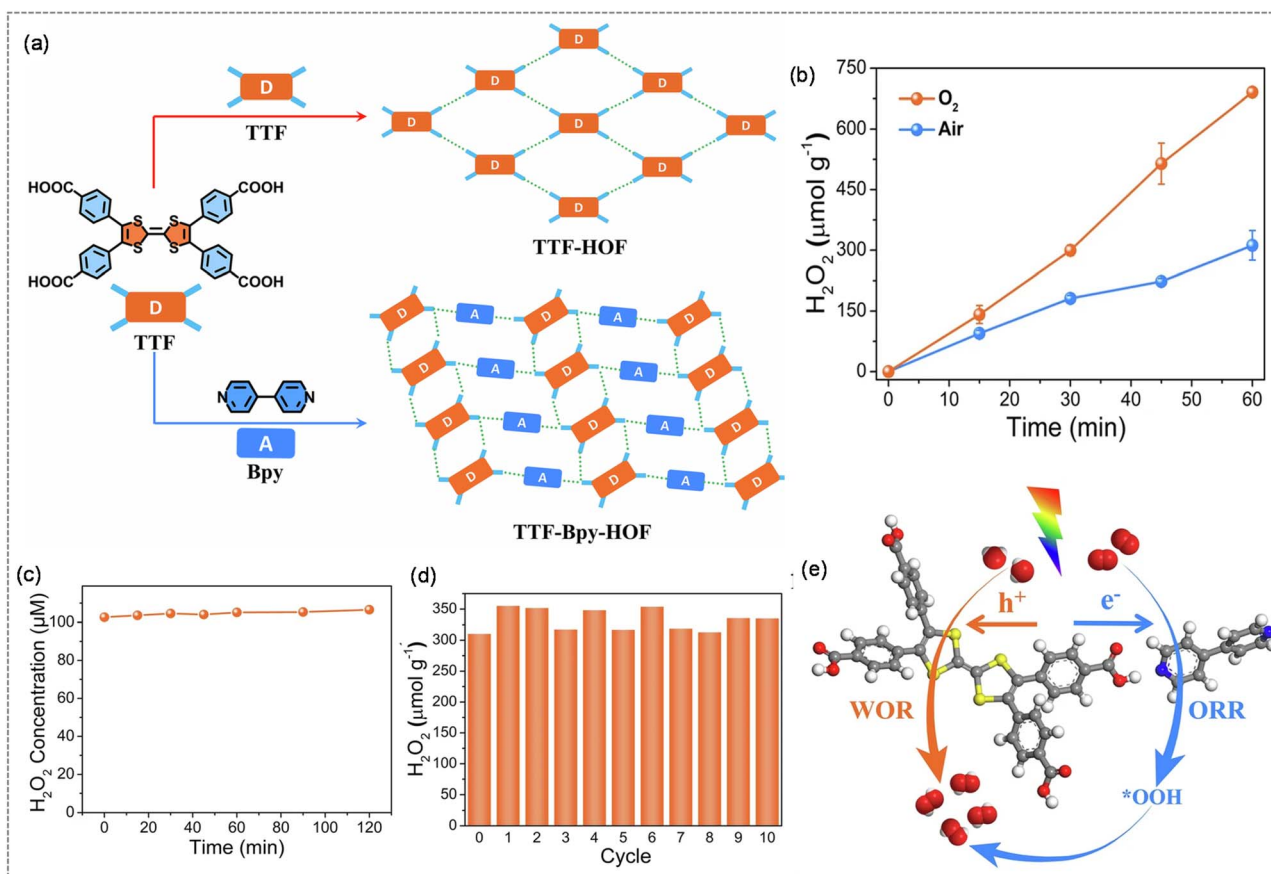 (a)
D
TTF
HOOC
COOH
S
S
S
S
HOOC
COOH
D
TTF
N
N
A
Bpy
D
D
D
D
D
D
D
D
D
TTF-HOF
D
A
D
A
D
D
A
D
A
D
D
A
D
A
D
D
A
D
A
D
TTF-Bpy-HOF
(b)
H₂O₂ (μmol g⁻¹)
750
600
450
300
150
0
O₂
Air
0 10 20 30 40 50 60
Time (min)
(c)
H₂O₂ Concentration (μM)
100
80
60
40
20
0
0 20 40 60 80 100 120
Time (min)
(d)
H₂O₂ (μmol g⁻¹)
350
300
250
200
150
100
50
0
0 1 2 3 4 5 6 7 8 9 10
Cycle
(e)
h⁺
e⁻
WOR
ORR
*OOH